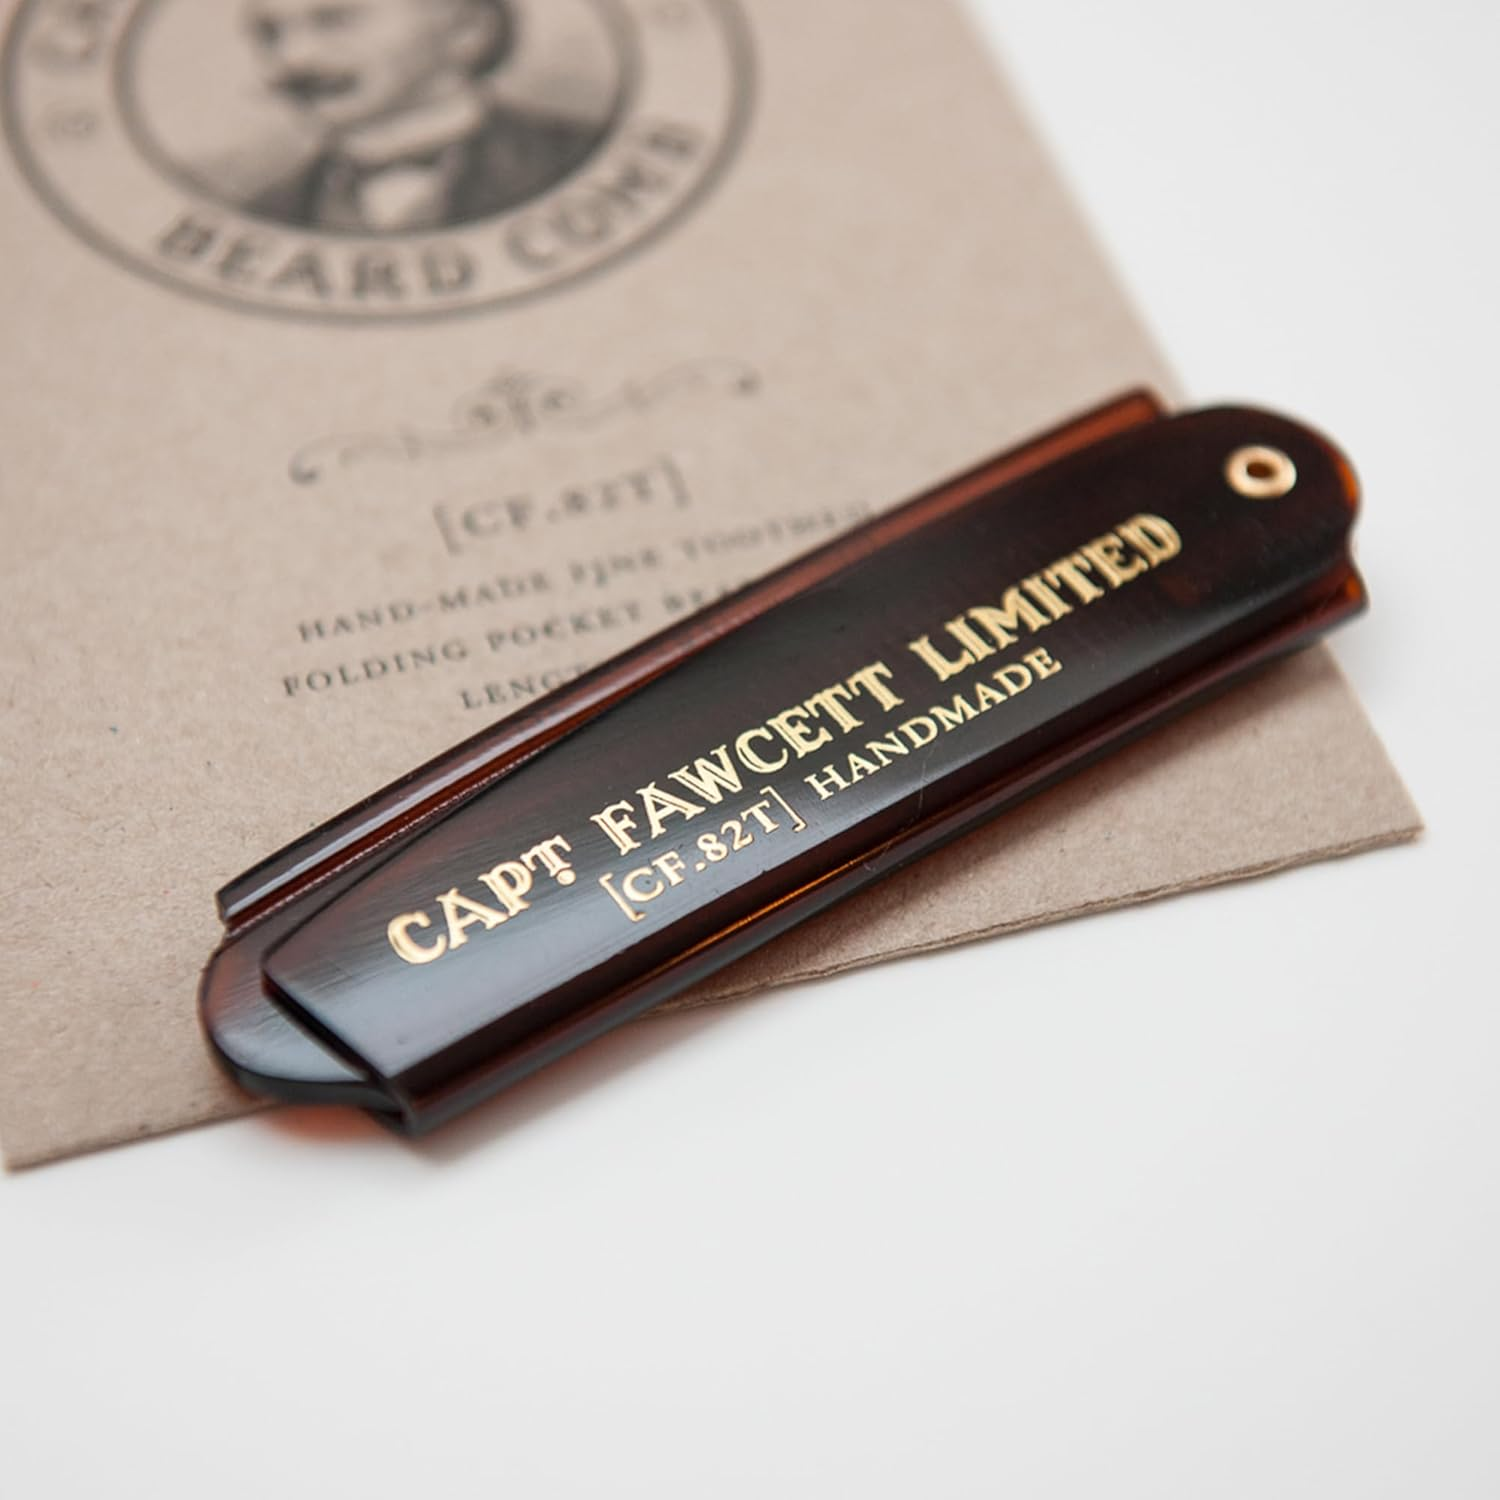 BEARD COMB
[CF.82T]
HAND-MADE FINE TOOTHED
FOLDING POCKET
CAPT FAWCETT LIMITED
[CF.82T] HANDMADE